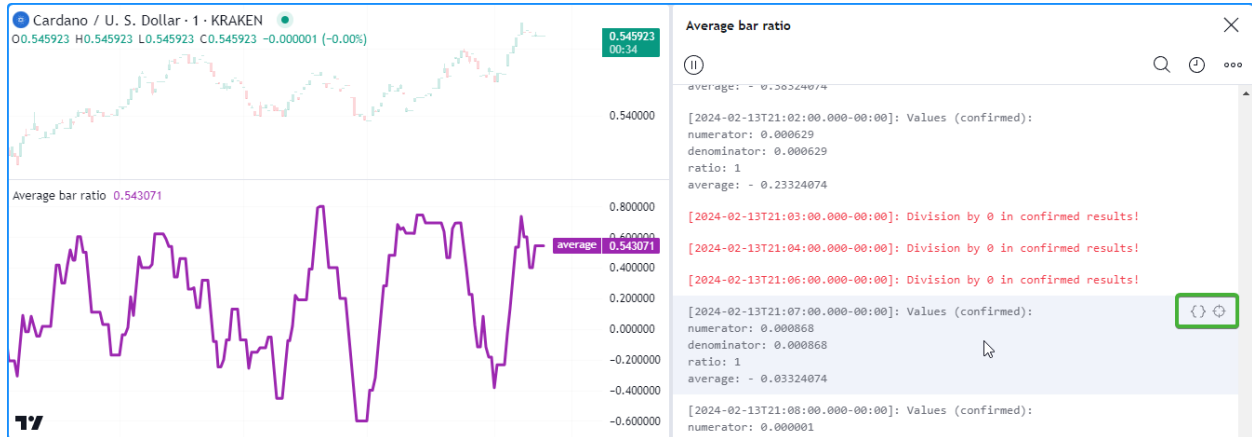 Cardano / U. S. Dollar · 1 · KRAKEN
O0.545923 H0.545923 L0.545923 C0.545923 −0.000001 (−0.00%)
0.545923
00:34
0.540000
Average bar ratio 0.543071
0.800000
0.600000
average 0.543071
0.400000
0.200000
0.000000
−0.200000
−0.400000
−0.600000
Average bar ratio
average: - 0.38324074
[2024-02-13T21:02:00.000-00:00]: Values (confirmed):
numerator: 0.000629
denominator: 0.000629
ratio: 1
average: - 0.23324074
[2024-02-13T21:03:00.000-00:00]: Division by 0 in confirmed results!
[2024-02-13T21:04:00.000-00:00]: Division by 0 in confirmed results!
[2024-02-13T21:06:00.000-00:00]: Division by 0 in confirmed results!
[2024-02-13T21:07:00.000-00:00]: Values (confirmed):
numerator: 0.000868
denominator: 0.000868
ratio: 1
average: - 0.03324074
[2024-02-13T21:08:00.000-00:00]: Values (confirmed):
numerator: 0.000001